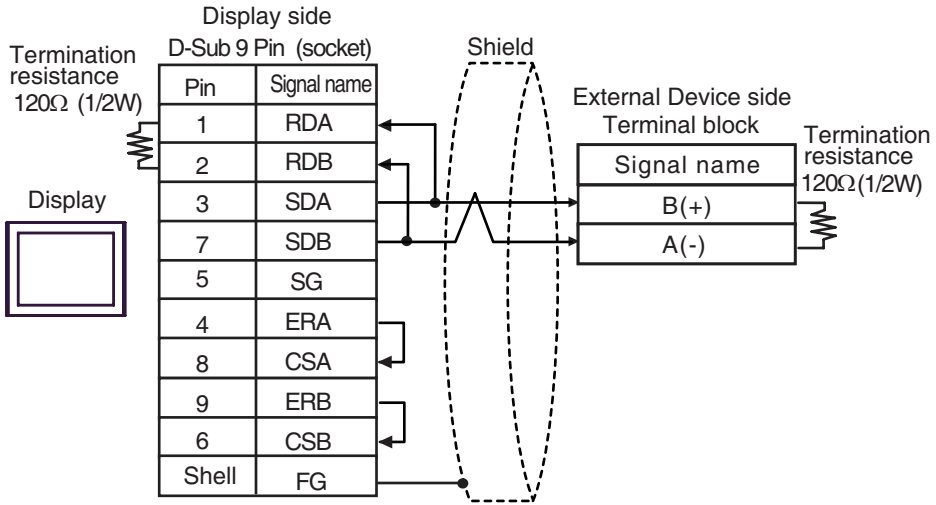 Display side
D-Sub 9 Pin (socket)
Shield
Termination
resistance
120Ω (1/2W)
Pin Signal name
1 RDA
2 RDB
3 SDA
7 SDB
5 SG
4 ERA
8 CSA
9 ERB
6 CSB
Shell FG
Display
External Device side
Terminal block
Signal name
B(+)
A(-)
Termination
resistance
120Ω(1/2W)